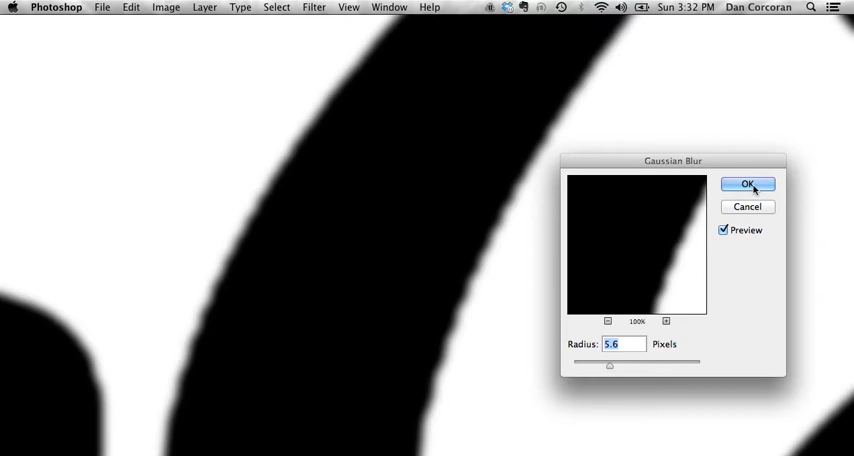 Photoshop File Edit Image Layer Type Select Filter View Window Help Sun 3:32 PM Dan Corcoran
Gaussian Blur
OK
Cancel
Preview
100%
Radius: 5.6 Pixels